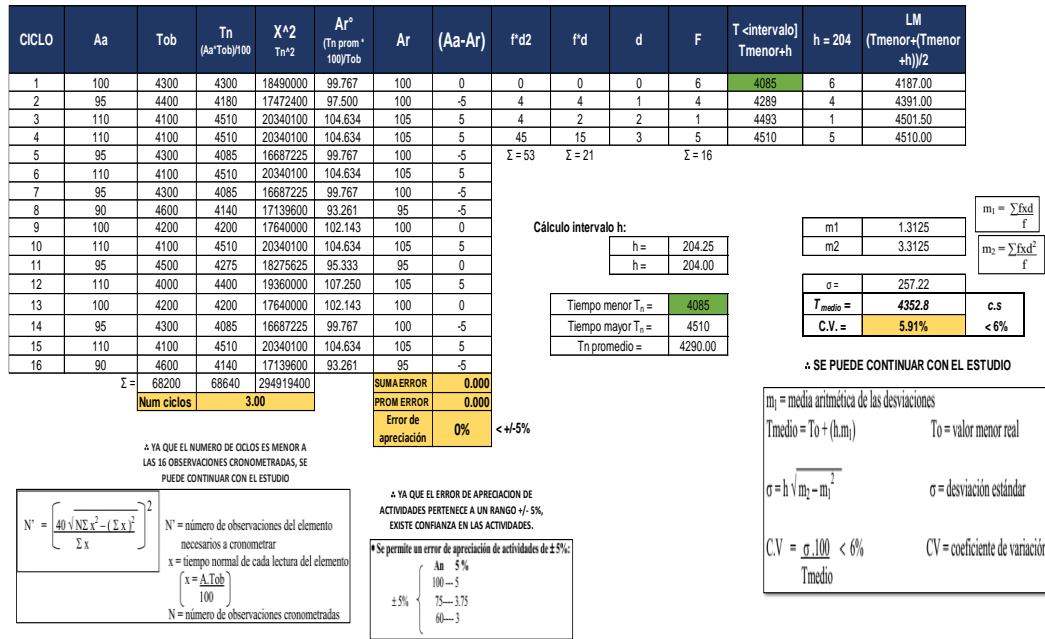 CICLO Aa Tob Tn (Aa*Tob)/100 X^2 Tn^2 Ar° (Tn prom * 100)/Tob Ar (Aa-Ar) f*d2 f*d d F T <intervalo] Tmenor+h h = 204 LM (Tmenor+(Tmenor +h))/2
1 100 4300 4300 18490000 99.767 100 0 0 0 0 6 4085 6 4187.00
2 95 4400 4180 17472400 97.500 100 -5 4 4 1 4 4289 4 4391.00
3 110 4100 4510 20340100 104.634 105 5 4 2 2 1 4493 1 4501.50
4 110 4100 4510 20340100 104.634 105 5 45 15 3 5 4510 5 4510.00
5 95 4300 4085 16687225 99.767 100 -5 Σ = 53 Σ = 21 Σ = 16
6 110 4100 4510 20340100 104.634 105 5
7 95 4300 4085 16687225 99.767 100 -5
8 90 4600 4140 17139600 93.261 95 -5
9 100 4200 4200 17640000 102.143 100 0
10 110 4100 4510 20340100 104.634 105 5
11 95 4500 4275 18275625 95.333 95 0
12 110 4000 4400 19360000 107.250 105 5
13 100 4200 4200 17640000 102.143 100 0
14 95 4300 4085 16687225 99.767 100 -5
15 110 4100 4510 20340100 104.634 105 5
16 90 4600 4140 17139600 93.261 95 -5
Σ = 68200 68640 294919400 SUMA ERROR 0.000
Num ciclos 3.00 PROM ERROR 0.000
Error de apreciación 0% < +/-5%
Cálculo intervalo h:
h = 204.25
h = 204.00
Tiempo menor Tn = 4085
Tiempo mayor Tn = 4510
Tn promedio = 4290.00
m1 1.3125
m2 3.3125
m₁ = ∑fxd
f
m₂ = ∑fxd²
f
σ = 257.22
T medio = 4352.8 c.s
C.V. = 5.91% < 6%
∴ SE PUEDE CONTINUAR CON EL ESTUDIO
∴ YA QUE EL NUMERO DE CICLOS ES MENOR A
LAS 16 OBSERVACIONES CRONOMETRADAS, SE
PUEDE CONTINUAR CON EL ESTUDIO
N' = (40 √NΣ x² – (Σ x)²)²
Σ x
N' = número de observaciones del elemento
necesarios a cronometrar
x = tiempo normal de cada lectura del elemento
(x = A.Tob)
100
N = número de observaciones cronometradas
∴ YA QUE EL ERROR DE APRECIACION DE
ACTIVIDADES PERTENECE A UN RANGO +/- 5%,
EXISTE CONFIANZA EN LAS ACTIVIDADES.
• Se permite un error de apreciación de actividades de ± 5%:
An 5 %
100 --- 5
± 5% { 75---- 3.75
60---- 3
m₁ = media aritmética de las desviaciones
Tmedio = To + (h.m₁) To = valor menor real
σ = h √m₂ – m₁² σ = desviación estándar
C.V = σ .100 < 6% CV = coeficiente de variación
Tmedio